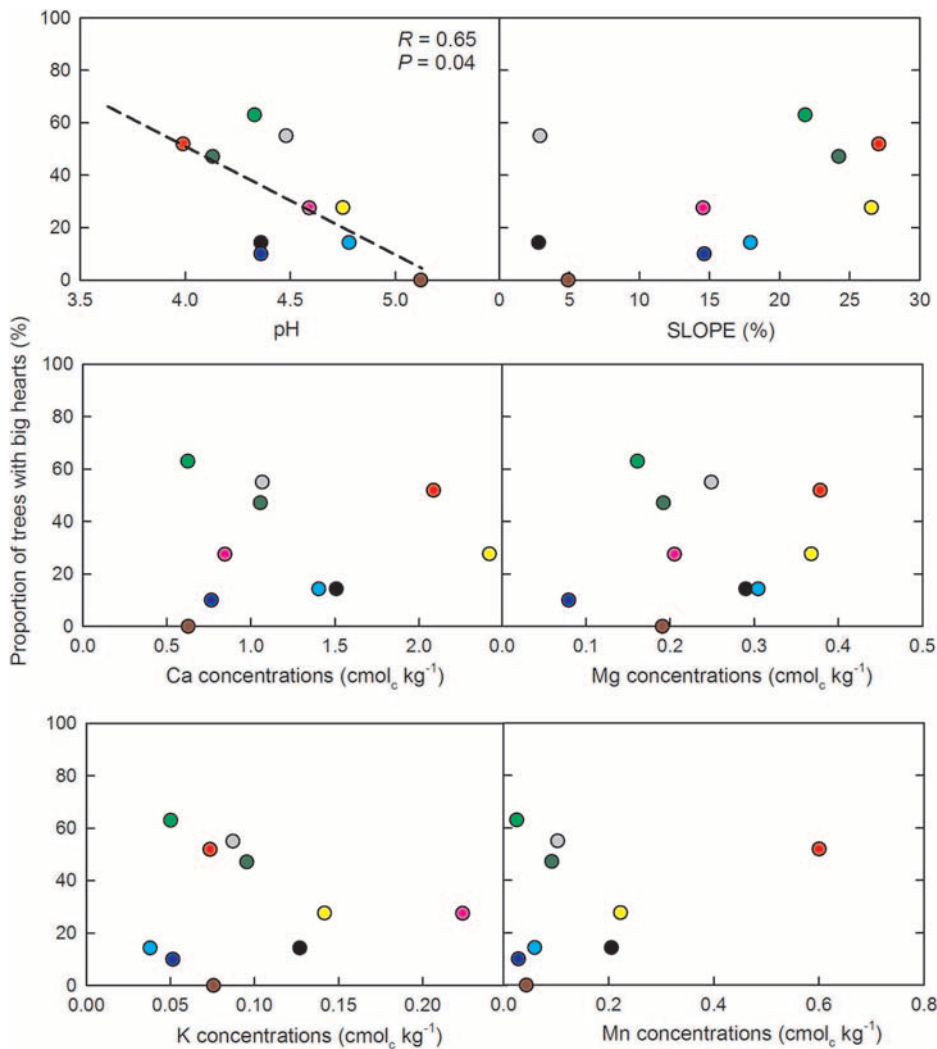 Proportion of trees with big hearts (%)
100
80
60
40
20
0
R = 0.65
P = 0.04
3.5 4.0 4.5 5.0
pH
0 5 10 15 20 25 30
SLOPE (%)
100
80
60
40
20
0
0 0.5 1.0 1.5 2.0
Ca concentrations (cmol_c kg⁻¹)
0.0 0.1 0.2 0.3 0.4 0.5
Mg concentrations (cmol_c kg⁻¹)
100
80
60
40
20
0
0.00 0.05 0.10 0.15 0.20
K concentrations (cmol_c kg⁻¹)
0.0 0.2 0.4 0.6 0.8
Mn concentrations (cmol_c kg⁻¹)